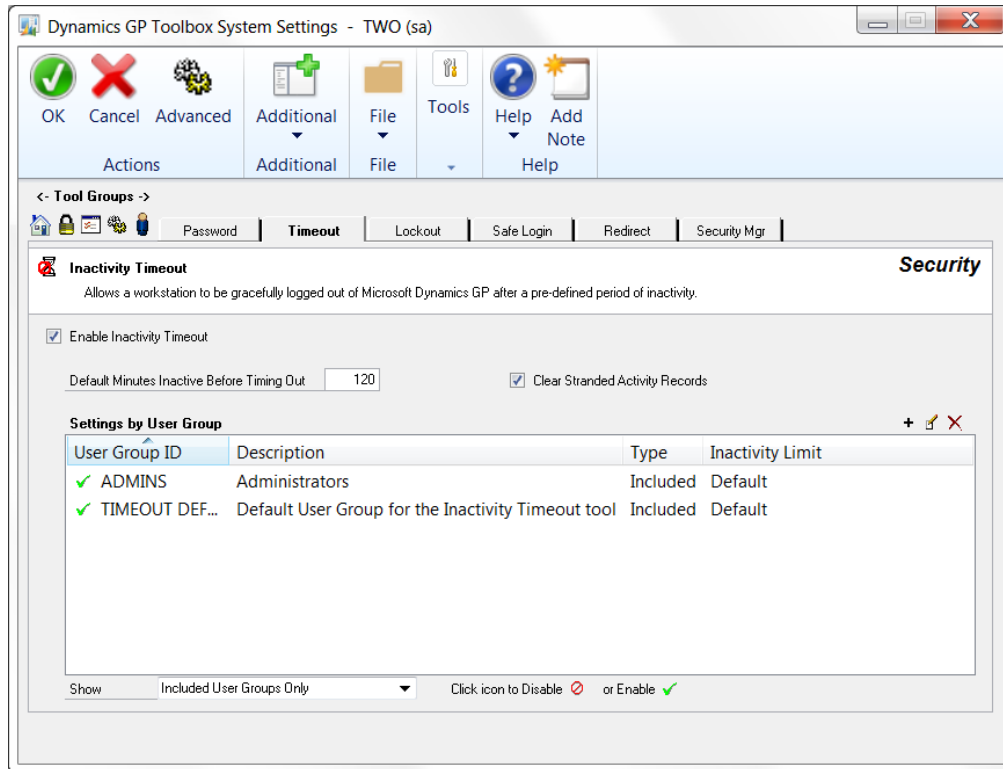 Dynamics GP Toolbox System Settings - TWO (sa)
OK Cancel Advanced Additional File Tools Help Add Note
Actions Additional File Help
<- Tool Groups ->
Password Timeout Lockout Safe Login Redirect Security Mgr
Inactivity Timeout Security
Allows a workstation to be gracefully logged out of Microsoft Dynamics GP after a pre-defined period of inactivity.
Enable Inactivity Timeout
Default Minutes Inactive Before Timing Out 120 Clear Stranded Activity Records
Settings by User Group
User Group ID Description Type Inactivity Limit
ADMINS Administrators Included Default
TIMEOUT DEF... Default User Group for the Inactivity Timeout tool Included Default
Show Included User Groups Only Click icon to Disable or Enable